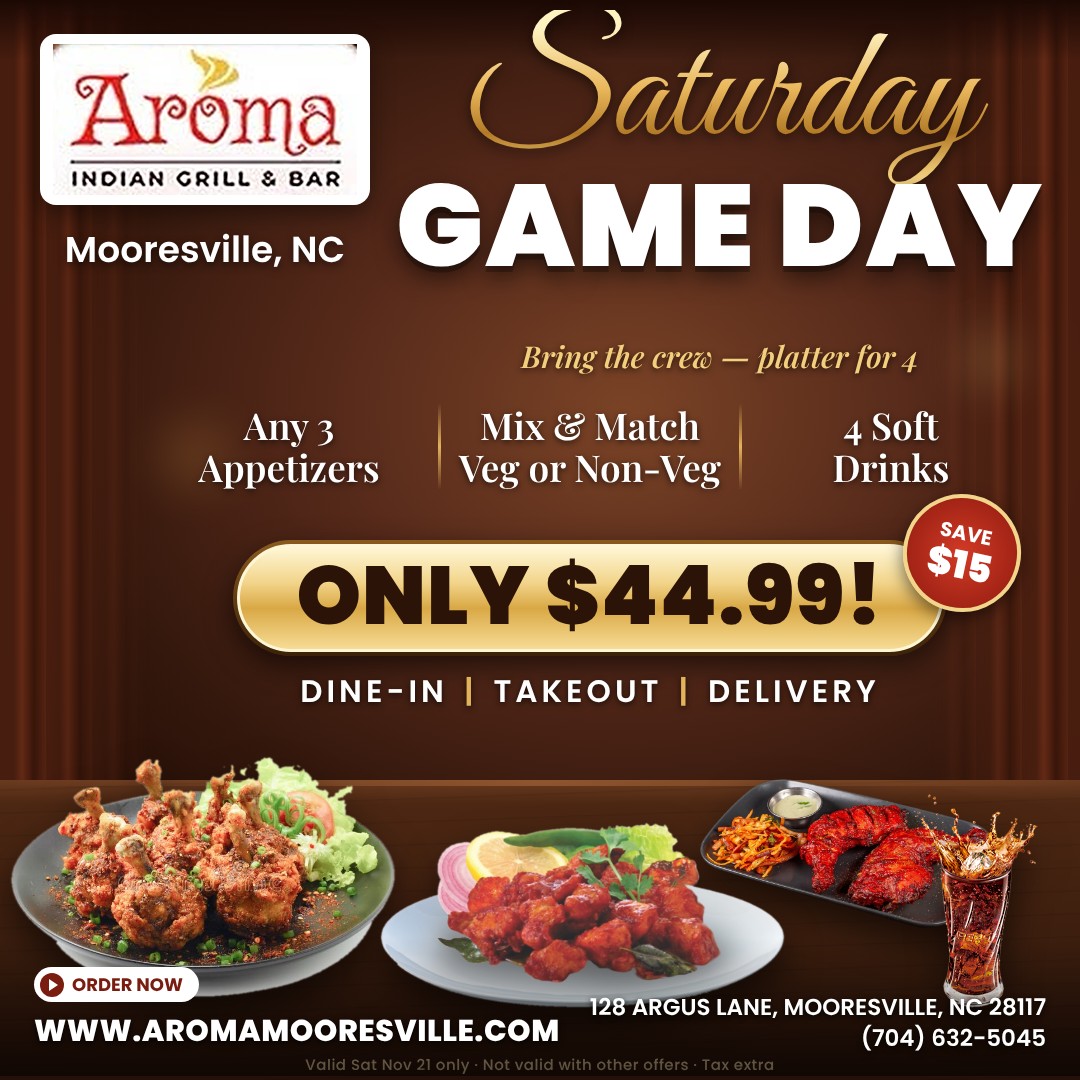 Aroma
INDIAN GRILL & BAR
Mooresville, NC
Saturday
GAME DAY
Bring the crew — platter for 4
Any 3
Appetizers
Mix & Match
Veg or Non-Veg
4 Soft
Drinks
SAVE
$15
ONLY $44.99!
DINE-IN | TAKEOUT | DELIVERY
ORDER NOW
WWW.AROMAMOORESVILLE.COM
128 ARGUS LANE, MOORESVILLE, NC 28117
(704) 632-5045
Valid Sat Nov 21 only · Not valid with other offers · Tax extra